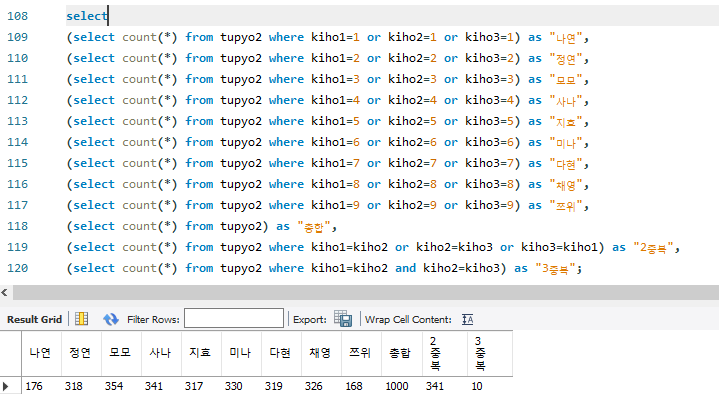 108 select
109 (select count(*) from tupyo2 where kiho1=1 or kiho2=1 or kiho3=1) as "나연",
110 (select count(*) from tupyo2 where kiho1=2 or kiho2=2 or kiho3=2) as "정연",
111 (select count(*) from tupyo2 where kiho1=3 or kiho2=3 or kiho3=3) as "모모",
112 (select count(*) from tupyo2 where kiho1=4 or kiho2=4 or kiho3=4) as "사나",
113 (select count(*) from tupyo2 where kiho1=5 or kiho2=5 or kiho3=5) as "지효",
114 (select count(*) from tupyo2 where kiho1=6 or kiho2=6 or kiho3=6) as "미나",
115 (select count(*) from tupyo2 where kiho1=7 or kiho2=7 or kiho3=7) as "다현",
116 (select count(*) from tupyo2 where kiho1=8 or kiho2=8 or kiho3=8) as "채영",
117 (select count(*) from tupyo2 where kiho1=9 or kiho2=9 or kiho3=9) as "쯔위",
118 (select count(*) from tupyo2) as "총합",
119 (select count(*) from tupyo2 where kiho1=kiho2 or kiho2=kiho3 or kiho3=kiho1) as "2중복",
120 (select count(*) from tupyo2 where kiho1=kiho2 and kiho2=kiho3) as "3중복";
Result Grid Filter Rows: Export: Wrap Cell Content:
나연 정연 모모 사나 지효 미나 다현 채영 쯔위 총합 2중복 3중복
176 318 354 341 317 330 319 326 168 1000 341 10